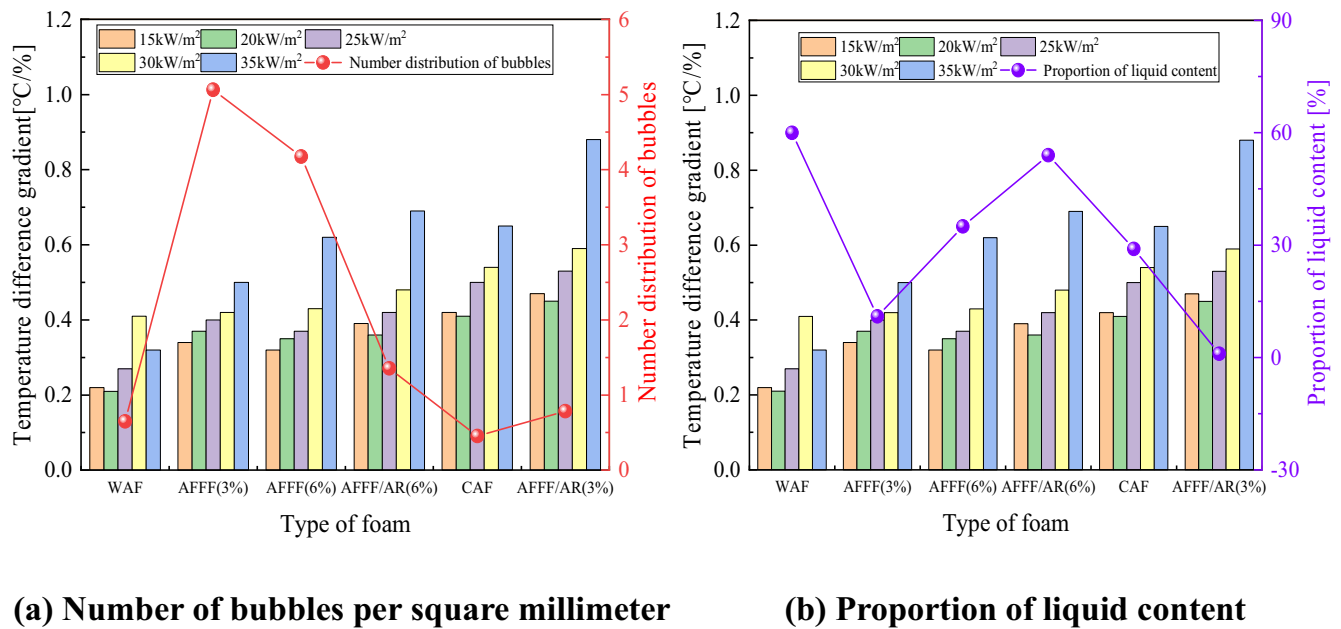 1.2
1.0
0.8
0.6
0.4
0.2
0.0
Temperature difference gradient[℃/%]
15kW/m² 20kW/m² 25kW/m²
30kW/m² 35kW/m² Number distribution of bubbles
6
5
4
3
2
1
0
Number distribution of bubbles
WAF AFFF(3%) AFFF(6%) AFFF/AR(6%) CAF AFFF/AR(3%)
Type of foam
(a) Number of bubbles per square millimeter
1.2
1.0
0.8
0.6
0.4
0.2
0.0
Temperature difference gradient [℃/%]
15kW/m² 20kW/m² 25kW/m²
30kW/m² 35kW/m² Proportion of liquid content
90
60
30
0
-30
Proportion of liquid content [%]
WAF AFFF(3%) AFFF(6%) AFFF/AR(6%) CAF AFFF/AR(3%)
Type of foam
(b) Proportion of liquid content